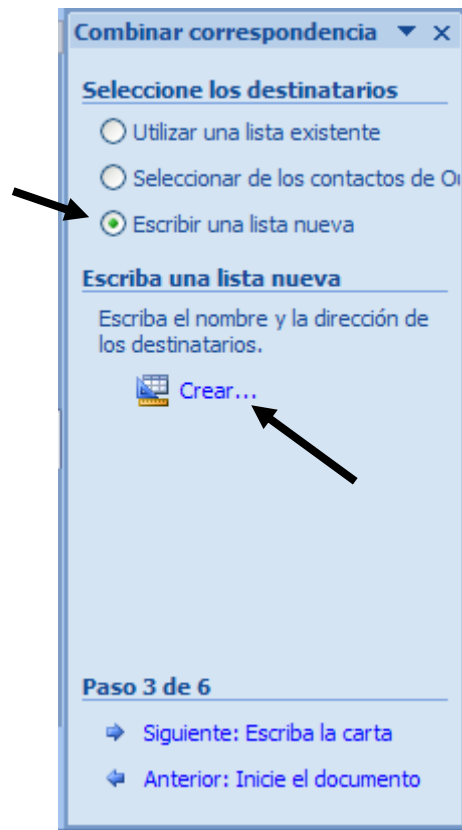 Combinar correspondencia
Seleccione los destinatarios
Utilizar una lista existente
Seleccionar de los contactos de
Escribir una lista nueva
Escriba una lista nueva
Escriba el nombre y la dirección de
los destinatarios.
Crear...
Paso 3 de 6
Siguiente: Escriba la carta
Anterior: Inicie el documento